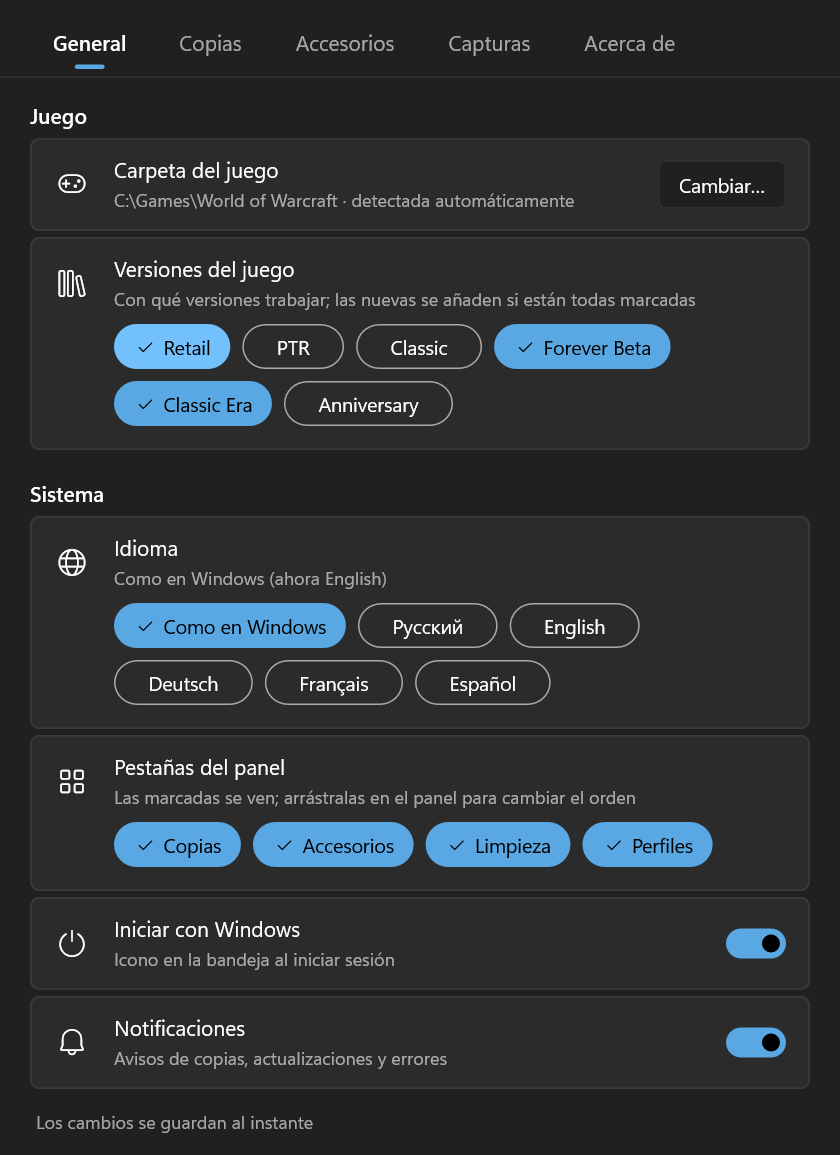 General Copias Accesorios Capturas Acerca de
Juego
Carpeta del juego
C:\Games\World of Warcraft · detectada automáticamente
Cambiar...
Versiones del juego
Con qué versiones trabajar; las nuevas se añaden si están todas marcadas
Retail PTR Classic Forever Beta
Classic Era Anniversary
Sistema
Idioma
Como en Windows (ahora English)
Como en Windows Русский English
Deutsch Français Español
Pestañas del panel
Las marcadas se ven; arrástralas en el panel para cambiar el orden
Copias Accesorios Limpieza Perfiles
Iniciar con Windows
Icono en la bandeja al iniciar sesión
Notificaciones
Avisos de copias, actualizaciones y errores
Los cambios se guardan al instante